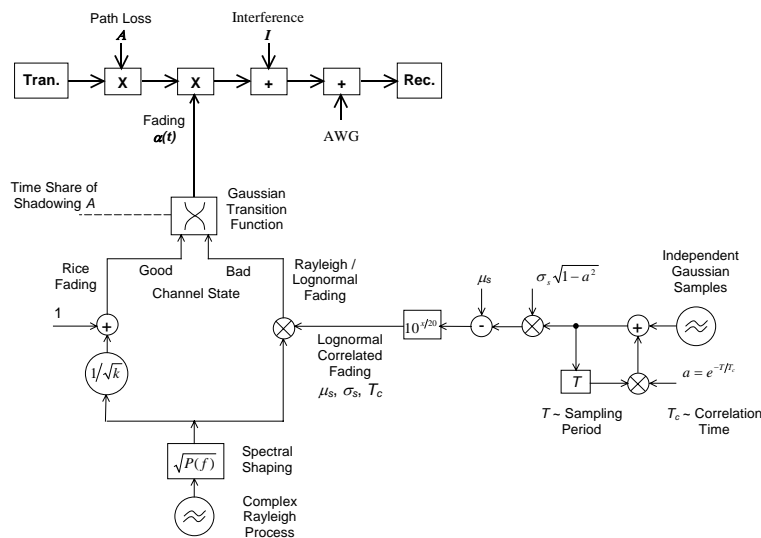 Path Loss
A
Interference
I
Tran.
X
X
+
+
Rec.
Fading
α(t)
AWG
Time Share of
Shadowing A
Gaussian
Transition
Function
Rice
Fading
Good
Bad
Channel State
Rayleigh /
Lognormal
Fading
1
+
1/√k
Lognormal
Correlated
Fading
μs, σs, Tc
10^x/20
μs
-
σs √1−a²
Independent
Gaussian
Samples
+
T
a = e^−T/Tc
T ~ Sampling
Period
Tc ~ Correlation
Time
√P(f)
Spectral
Shaping
Complex
Rayleigh
Process